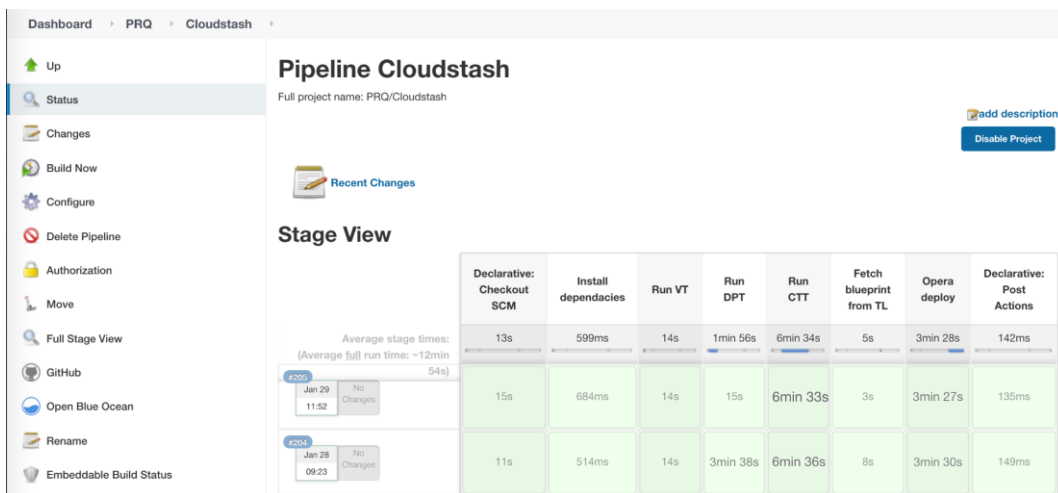 Dashboard PRQ Cloudstash
Up
Status
Changes
Build Now
Configure
Delete Pipeline
Authorization
Move
Full Stage View
GitHub
Open Blue Ocean
Rename
Embeddable Build Status
Pipeline Cloudstash
Full project name: PRQ/Cloudstash
add description
Disable Project
Recent Changes
Stage View
Declarative:
Checkout
SCM
Install
dependacies
Run VT
Run
DPT
Run
CTT
Fetch
blueprint
from TL
Opera
deploy
Declarative:
Post
Actions
Average stage times:
(Average full run time: ~12min
54s)
13s 599ms 14s 1min 56s 6min 34s 5s 3min 28s 142ms
#205
Jan 29
11:52
No
Changes
15s 684ms 14s 15s 6min 33s 3s 3min 27s 135ms
#204
Jan 28
09:23
No
Changes
11s 514ms 14s 3min 38s 6min 36s 8s 3min 30s 149ms